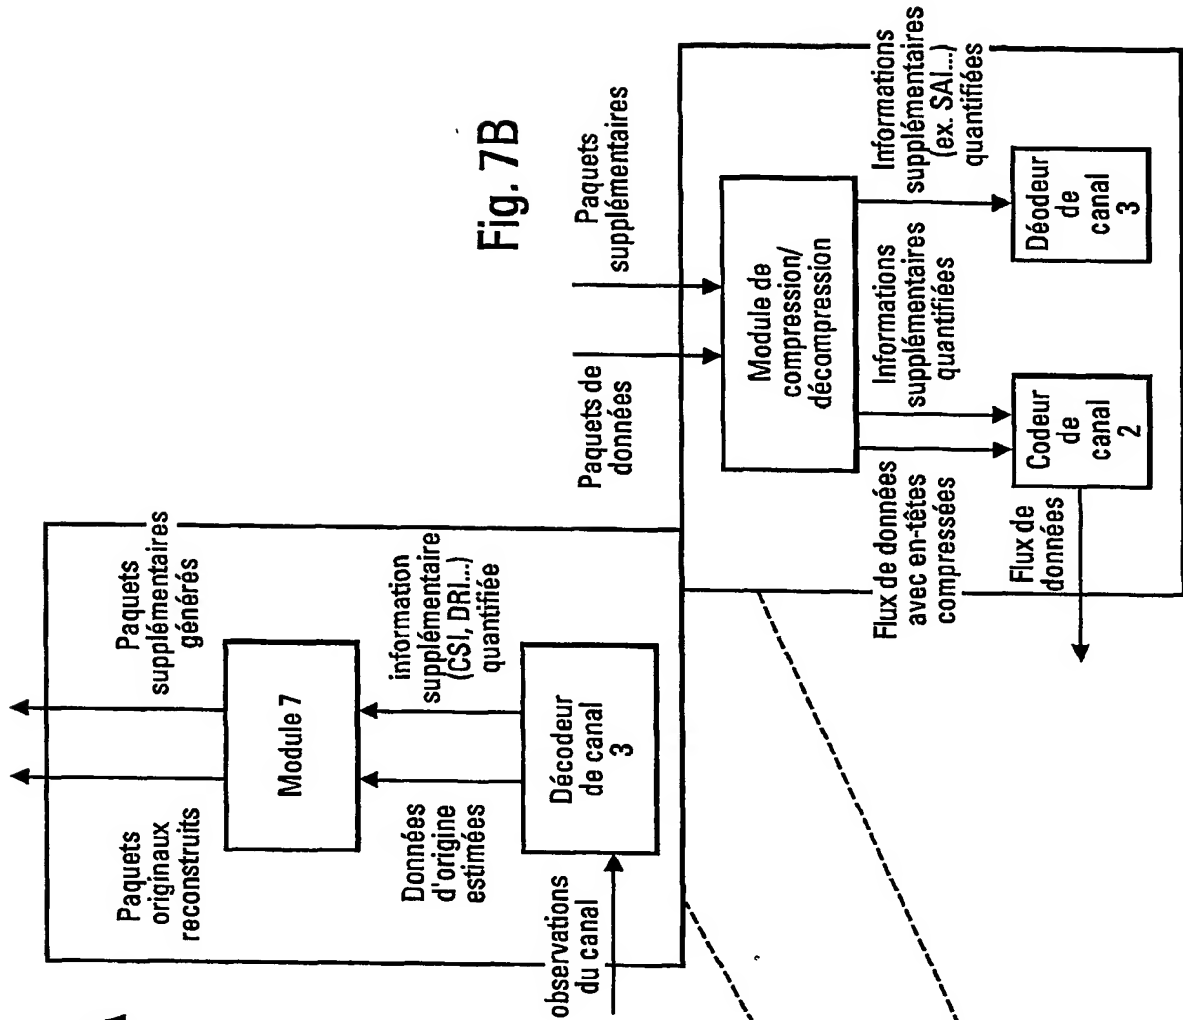 Fig. 7B
Paquets
supplémentaires
générés
Paquets
originaux
reconstruits
Module 7
information
supplémentaire
(CSI, DRI...)
quantifiée
Données
d'origine
estimées
Décodeur
de canal
3
observations
du canal
Paquets
supplémentaires
Paquets de
données
Module de
compression/
décompression
Informations
supplémentaires
(ex. SAI...)
quantifiées
Informations
supplémentaires
quantifiées
Flux de données
avec en-têtes
compressées
Déodeur
de
canal
3
Codeur
de
canal
2
Flux de
données